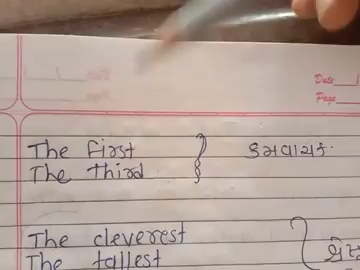 Date
Page
The First ક્રમવાચક
The Third
The cleverest
The tallest